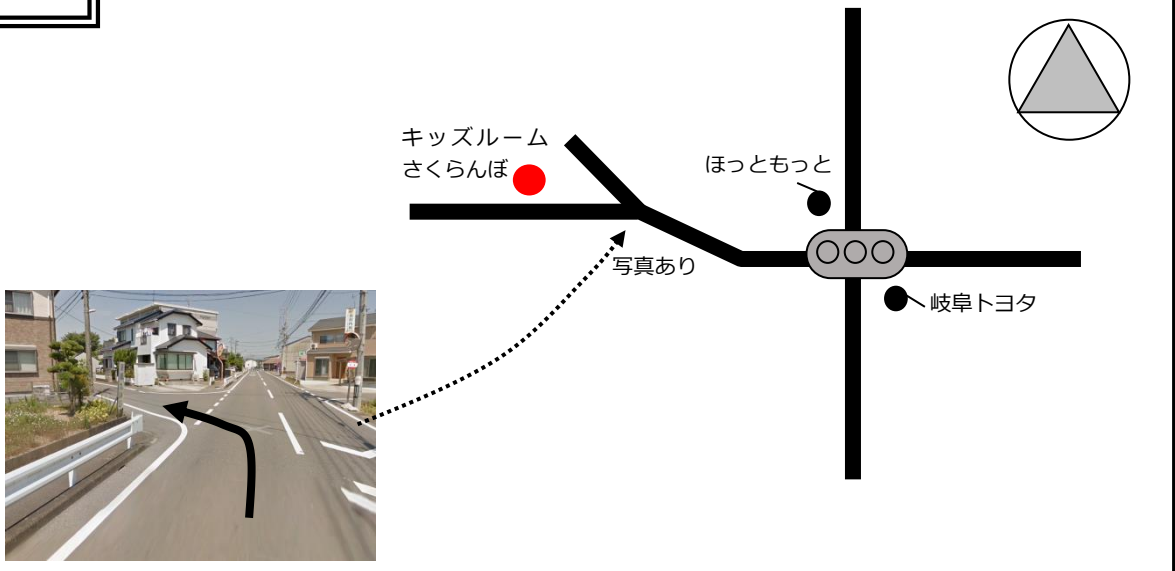 キッズルーム
さくらんぼ
ほっともっと
写真あり
岐阜トヨタ